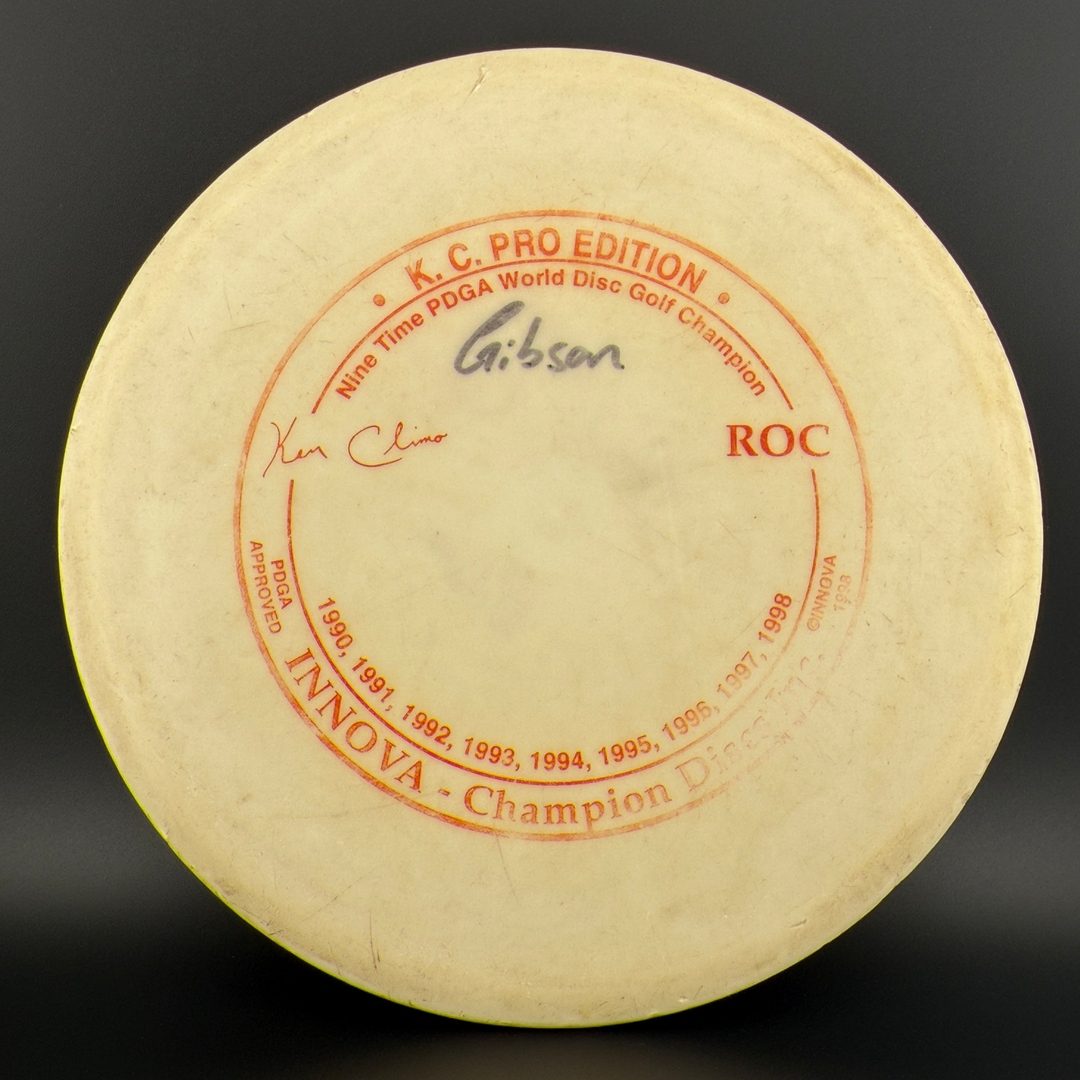 • K. C. PRO EDITION •
Nine Time PDGA World Disc Golf Champion
Gibson
Ken Climo
ROC
PDGA
APPROVED
©INNOVA
1998
1990, 1991, 1992, 1993, 1994, 1995, 1996, 1997, 1998
INNOVA - Champion Discs Inc.